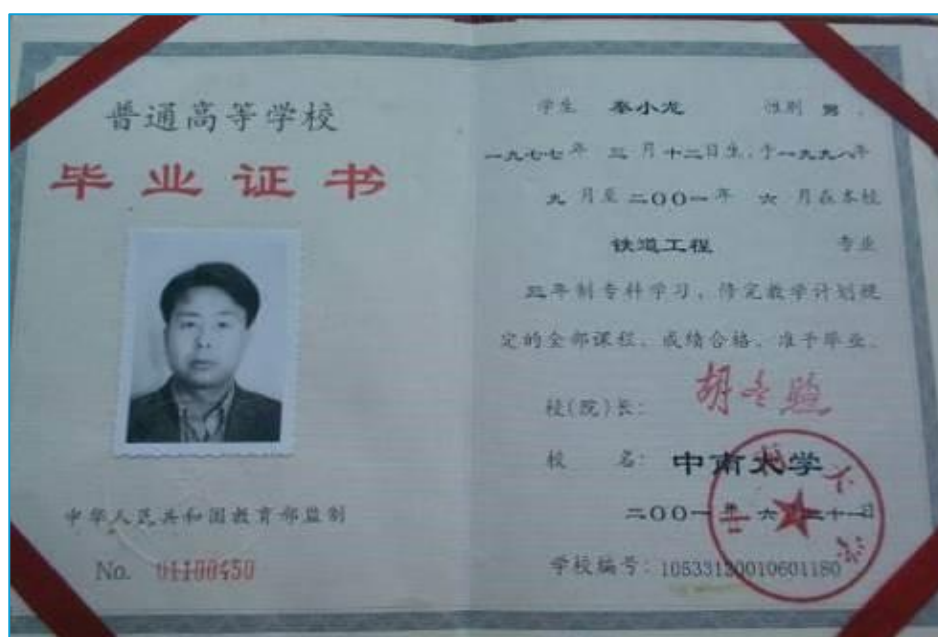 普通高等学校
毕业证书
中华人民共和国教育部监制
No. 01100450
学生 秦小龙 性别 男,
一九七七年 三 月十二日生,于一九九八年
九 月至二00一年 六 月在本校
铁道工程 专业
三年制专科学习,修完教学计划规
定的全部课程,成绩合格,准予毕业。
校(院)长:
校 名: 中南大学
二00一年 六
学校编号: 10533120010601180